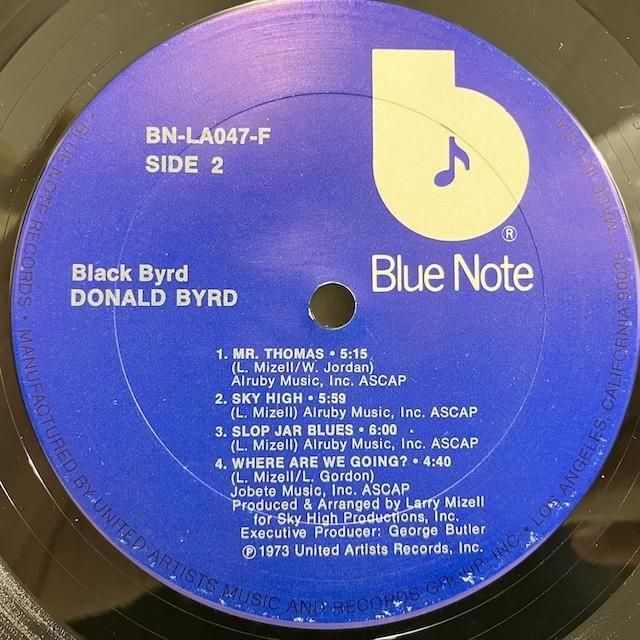 BN-LA047-F
SIDE 2
®
Blue Note
Black Byrd
DONALD BYRD
1. MR. THOMAS • 5:15
(L. Mizell/W. Jordan)
Alruby Music, Inc. ASCAP
2. SKY HIGH • 5:59
(L. Mizell) Alruby Music, Inc. ASCAP
3. SLOP JAR BLUES • 6:00
(L. Mizell) Alruby Music, Inc. ASCAP
4. WHERE ARE WE GOING? • 4:40
(L. Mizell/L. Gordon)
Jobete Music, Inc. ASCAP
Produced & Arranged by Larry Mizell
for Sky High Productions, Inc.
Executive Producer: George Butler
℗ 1973 United Artists Records, Inc.
• BLUE NOTE RECORDS • MANUFACTURED BY UNITED ARTISTS MUSIC AND RECORDS GROUP, INC. • LOS ANGELES, CALIFORNIA 90028 • MADE IN U.S.A.